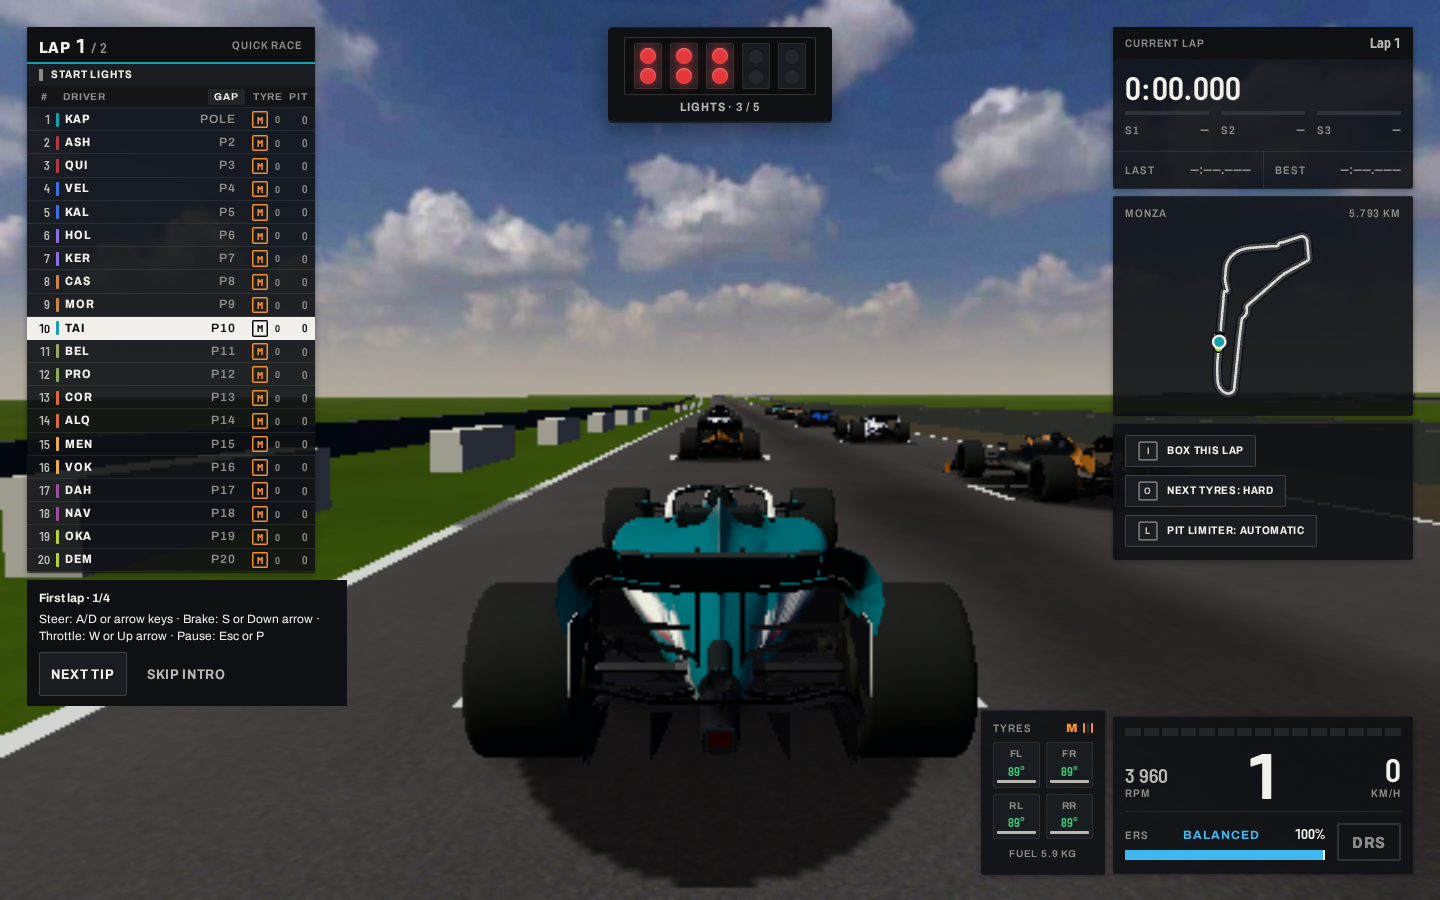 LAP 1 / 2 QUICK RACE
START LIGHTS
# DRIVER GAP TYRE PIT
1 KAP POLE M 0 0
2 ASH P2 M 0 0
3 QUI P3 M 0 0
4 VEL P4 M 0 0
5 KAL P5 M 0 0
6 HOL P6 M 0 0
7 KER P7 M 0 0
8 CAS P8 M 0 0
9 MOR P9 M 0 0
10 TAI P10 M 0 0
11 BEL P11 M 0 0
12 PRO P12 M 0 0
13 COR P13 M 0 0
14 ALQ P14 M 0 0
15 MEN P15 M 0 0
16 VOK P16 M 0 0
17 DAH P17 M 0 0
18 NAV P18 M 0 0
19 OKA P19 M 0 0
20 DEM P20 M 0 0
First lap · 1/4
Steer: A/D or arrow keys · Brake: S or Down arrow ·
Throttle: W or Up arrow · Pause: Esc or P
NEXT TIP SKIP INTRO
LIGHTS · 3 / 5
CURRENT LAP Lap 1
0:00.000
S1 – S2 – S3 –
LAST –:––.––– BEST –:––.–––
MONZA 5.793 KM
I BOX THIS LAP
O NEXT TYRES: HARD
L PIT LIMITER: AUTOMATIC
TYRES M
FL FR
89° 89°
RL RR
89° 89°
FUEL 5.9 KG
3 960 1 0
RPM KM/H
ERS BALANCED 100% DRS